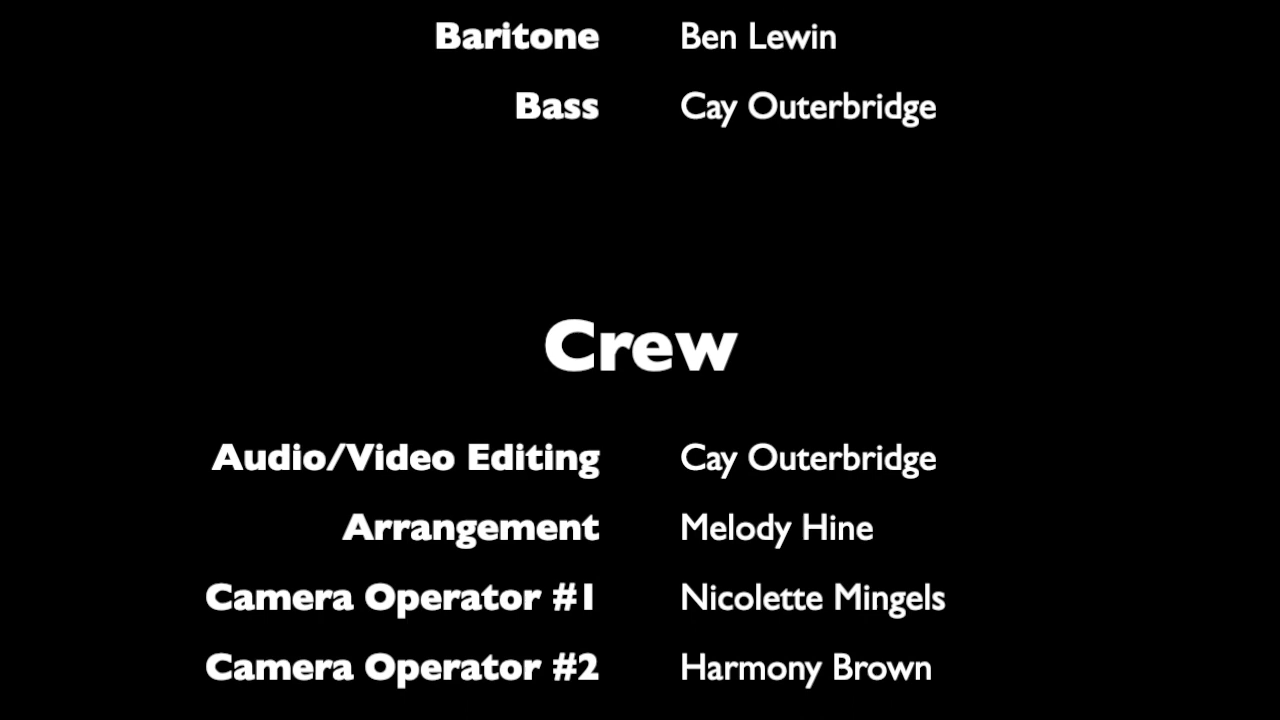 Baritone Ben Lewin
Bass Cay Outerbridge
Crew
Audio/Video Editing Cay Outerbridge
Arrangement Melody Hine
Camera Operator #1 Nicolette Mingels
Camera Operator #2 Harmony Brown